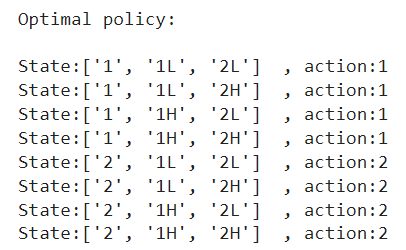 Optimal policy:
State:['1', '1L', '2L']  , action:1
State:['1', '1L', '2H']  , action:1
State:['1', '1H', '2L']  , action:1
State:['1', '1H', '2H']  , action:1
State:['2', '1L', '2L']  , action:2
State:['2', '1L', '2H']  , action:2
State:['2', '1H', '2L']  , action:2
State:['2', '1H', '2H']  , action:2